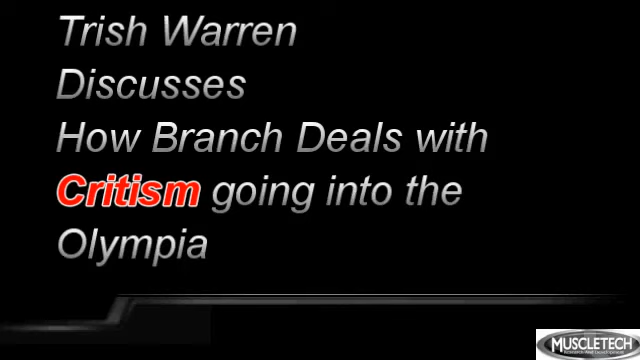 Trish Warren
Discusses
How Branch Deals with
Critism going into the
Olympia
MUSCLETECH